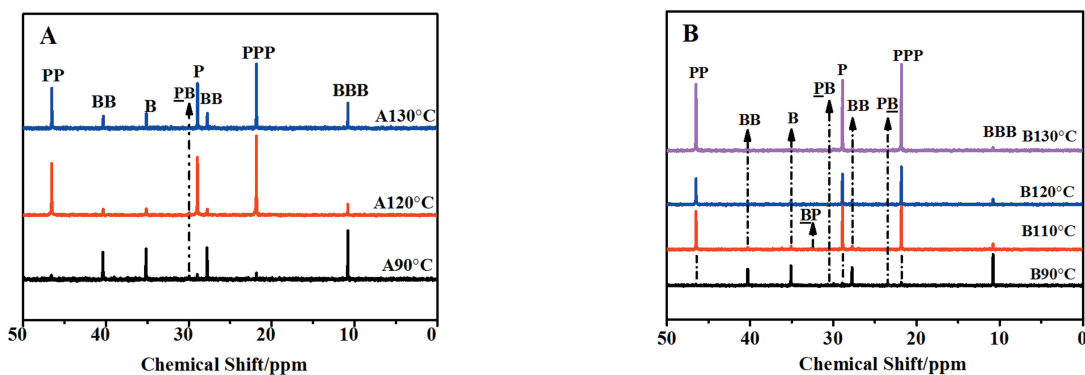 A
PP
BB
B
PB
P
BB
PPP
BBB
A130°C
A120°C
A90°C
50 40 30 20 10 0
Chemical Shift/ppm
B
PP
BB
B
PB
P
BB
PPP
PB
BBB
B130°C
B120°C
BP
B110°C
B90°C
50 40 30 20 10 0
Chemical Shift/ppm